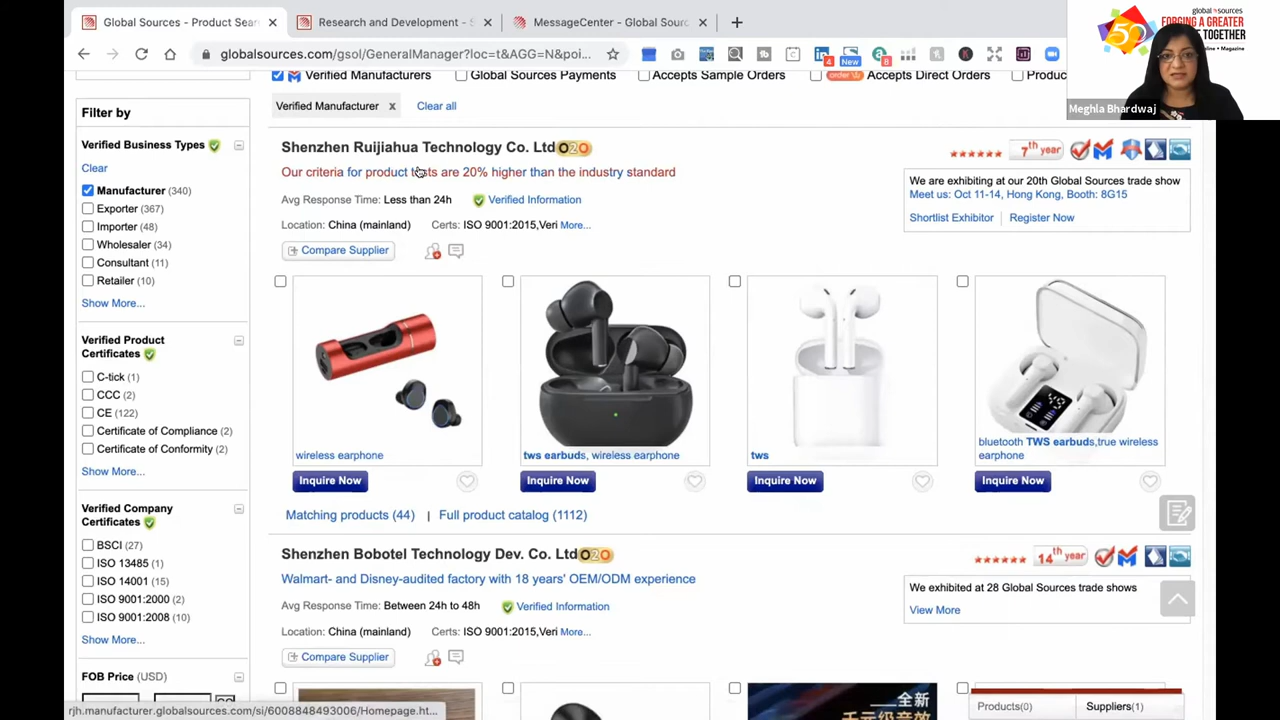 Global Sources - Product Sear
Research and Development - S
MessageCenter - Global Sourc
globalsources.com/gsol/GeneralManager?loc=t&AGG=N&poi...
4
New
8
global sources
FORGING A GREATER
TOGETHER
Magazine
50
Meghla Bhardwaj
Verified Manufacturers
Global Sources Payments
Accepts Sample Orders
order
Accepts Direct Orders
Produc
Verified Manufacturer x
Clear all
Filter by
Verified Business Types
Clear
Manufacturer (340)
Exporter (367)
Importer (48)
Wholesaler (34)
Consultant (11)
Retailer (10)
Show More...
Verified Product
Certificates
C-tick (1)
CCC (2)
CE (122)
Certificate of Compliance (2)
Certificate of Conformity (2)
Show More...
Verified Company
Certificates
BSCI (27)
ISO 13485 (1)
ISO 14001 (15)
ISO 9001:2000 (2)
ISO 9001:2008 (10)
Show More...
FOB Price (USD)
Shenzhen Ruijiahua Technology Co. Ltd O2O
Our criteria for product tests are 20% higher than the industry standard
Avg Response Time: Less than 24h
Verified Information
Location: China (mainland)
Certs: ISO 9001:2015,Veri More...
Compare Supplier
7th year
We are exhibiting at our 20th Global Sources trade show
Meet us: Oct 11-14, Hong Kong, Booth: 8G15
Shortlist Exhibitor | Register Now
wireless earphone
tws earbuds, wireless earphone
tws
bluetooth TWS earbuds,true wireless
earphone
Inquire Now
Inquire Now
Inquire Now
Inquire Now
Matching products (44) | Full product catalog (1112)
Shenzhen Bobotel Technology Dev. Co. Ltd O2O
Walmart- and Disney-audited factory with 18 years' OEM/ODM experience
Avg Response Time: Between 24h to 48h
Verified Information
Location: China (mainland)
Certs: ISO 9001:2015,Veri More...
Compare Supplier
14th year
We exhibited at 28 Global Sources trade shows
View More
全新
千元级音效
Products(0)
Suppliers(1)
rjh.manufacturer.globalsources.com/si/6008848493006/Homepage.ht...